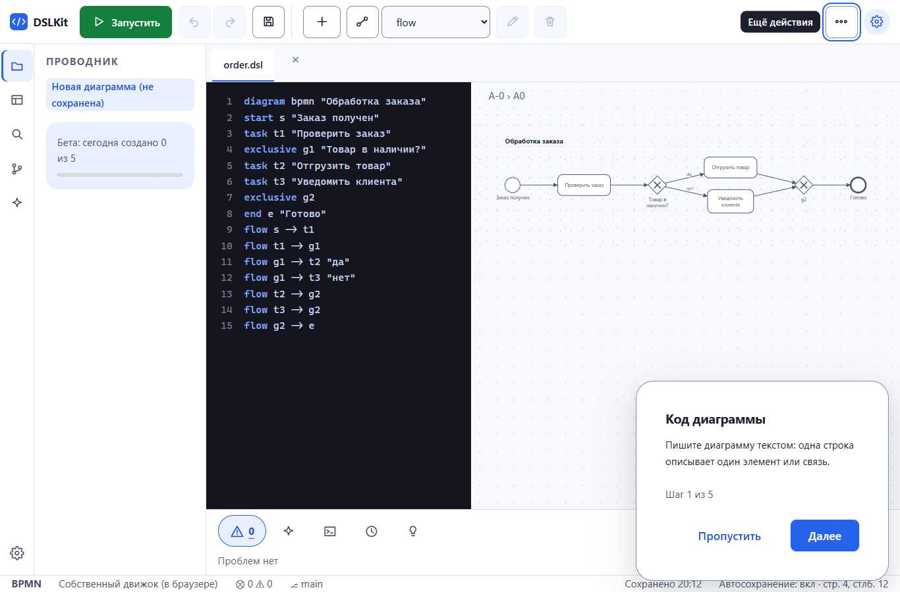 DSLKit
Запустить
flow
Ещё действия
ПРОВОДНИК
Новая диаграмма (не
сохранена)
Бета: сегодня создано 0
из 5
order.dsl
1 diagram bpmn "Обработка заказа"
2 start s "Заказ получен"
3 task t1 "Проверить заказ"
4 exclusive g1 "Товар в наличии?"
5 task t2 "Отгрузить товар"
6 task t3 "Уведомить клиента"
7 exclusive g2
8 end e "Готово"
9 flow s -> t1
10 flow t1 -> g1
11 flow g1 -> t2 "да"
12 flow g1 -> t3 "нет"
13 flow t2 -> g2
14 flow t3 -> g2
15 flow g2 -> e
A-0 › A0
Обработка заказа
Заказ получен
Проверить заказ
Товар в
наличии?
да
нет
Отгрузить товар
Уведомить
клиента
g2
Готово
Код диаграммы
Пишите диаграмму текстом: одна строка
описывает один элемент или связь.
Шаг 1 из 5
Пропустить
Далее
0
Проблем нет
BPMN Собственный движок (в браузере) 0 0 main Сохранено 20:12 Автосохранение: вкл · стр. 4, стлб. 12